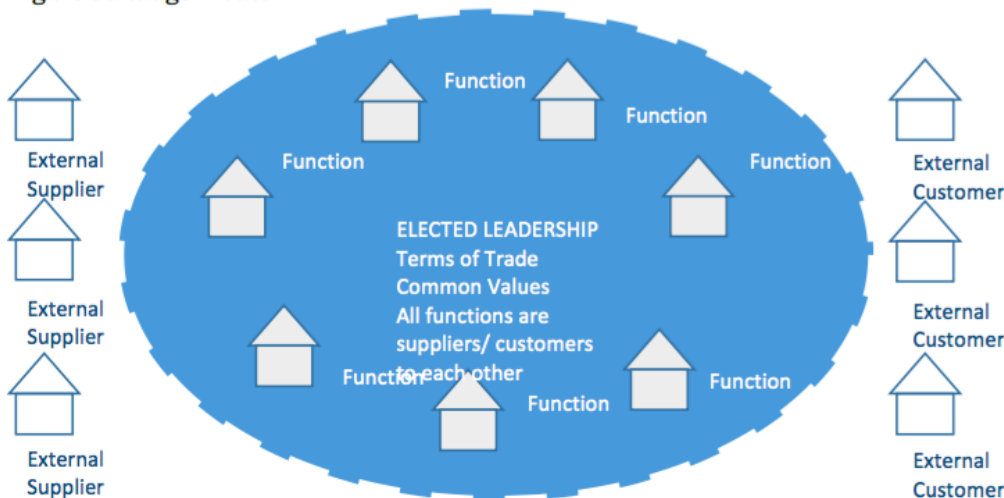 Function
Function
Function
Function
External
Supplier
External
Customer
ELECTED LEADERSHIP
Terms of Trade
Common Values
All functions are
suppliers/ customers
to each other
External
Supplier
External
Customer
Function
Function
Function
External
Supplier
External
Customer